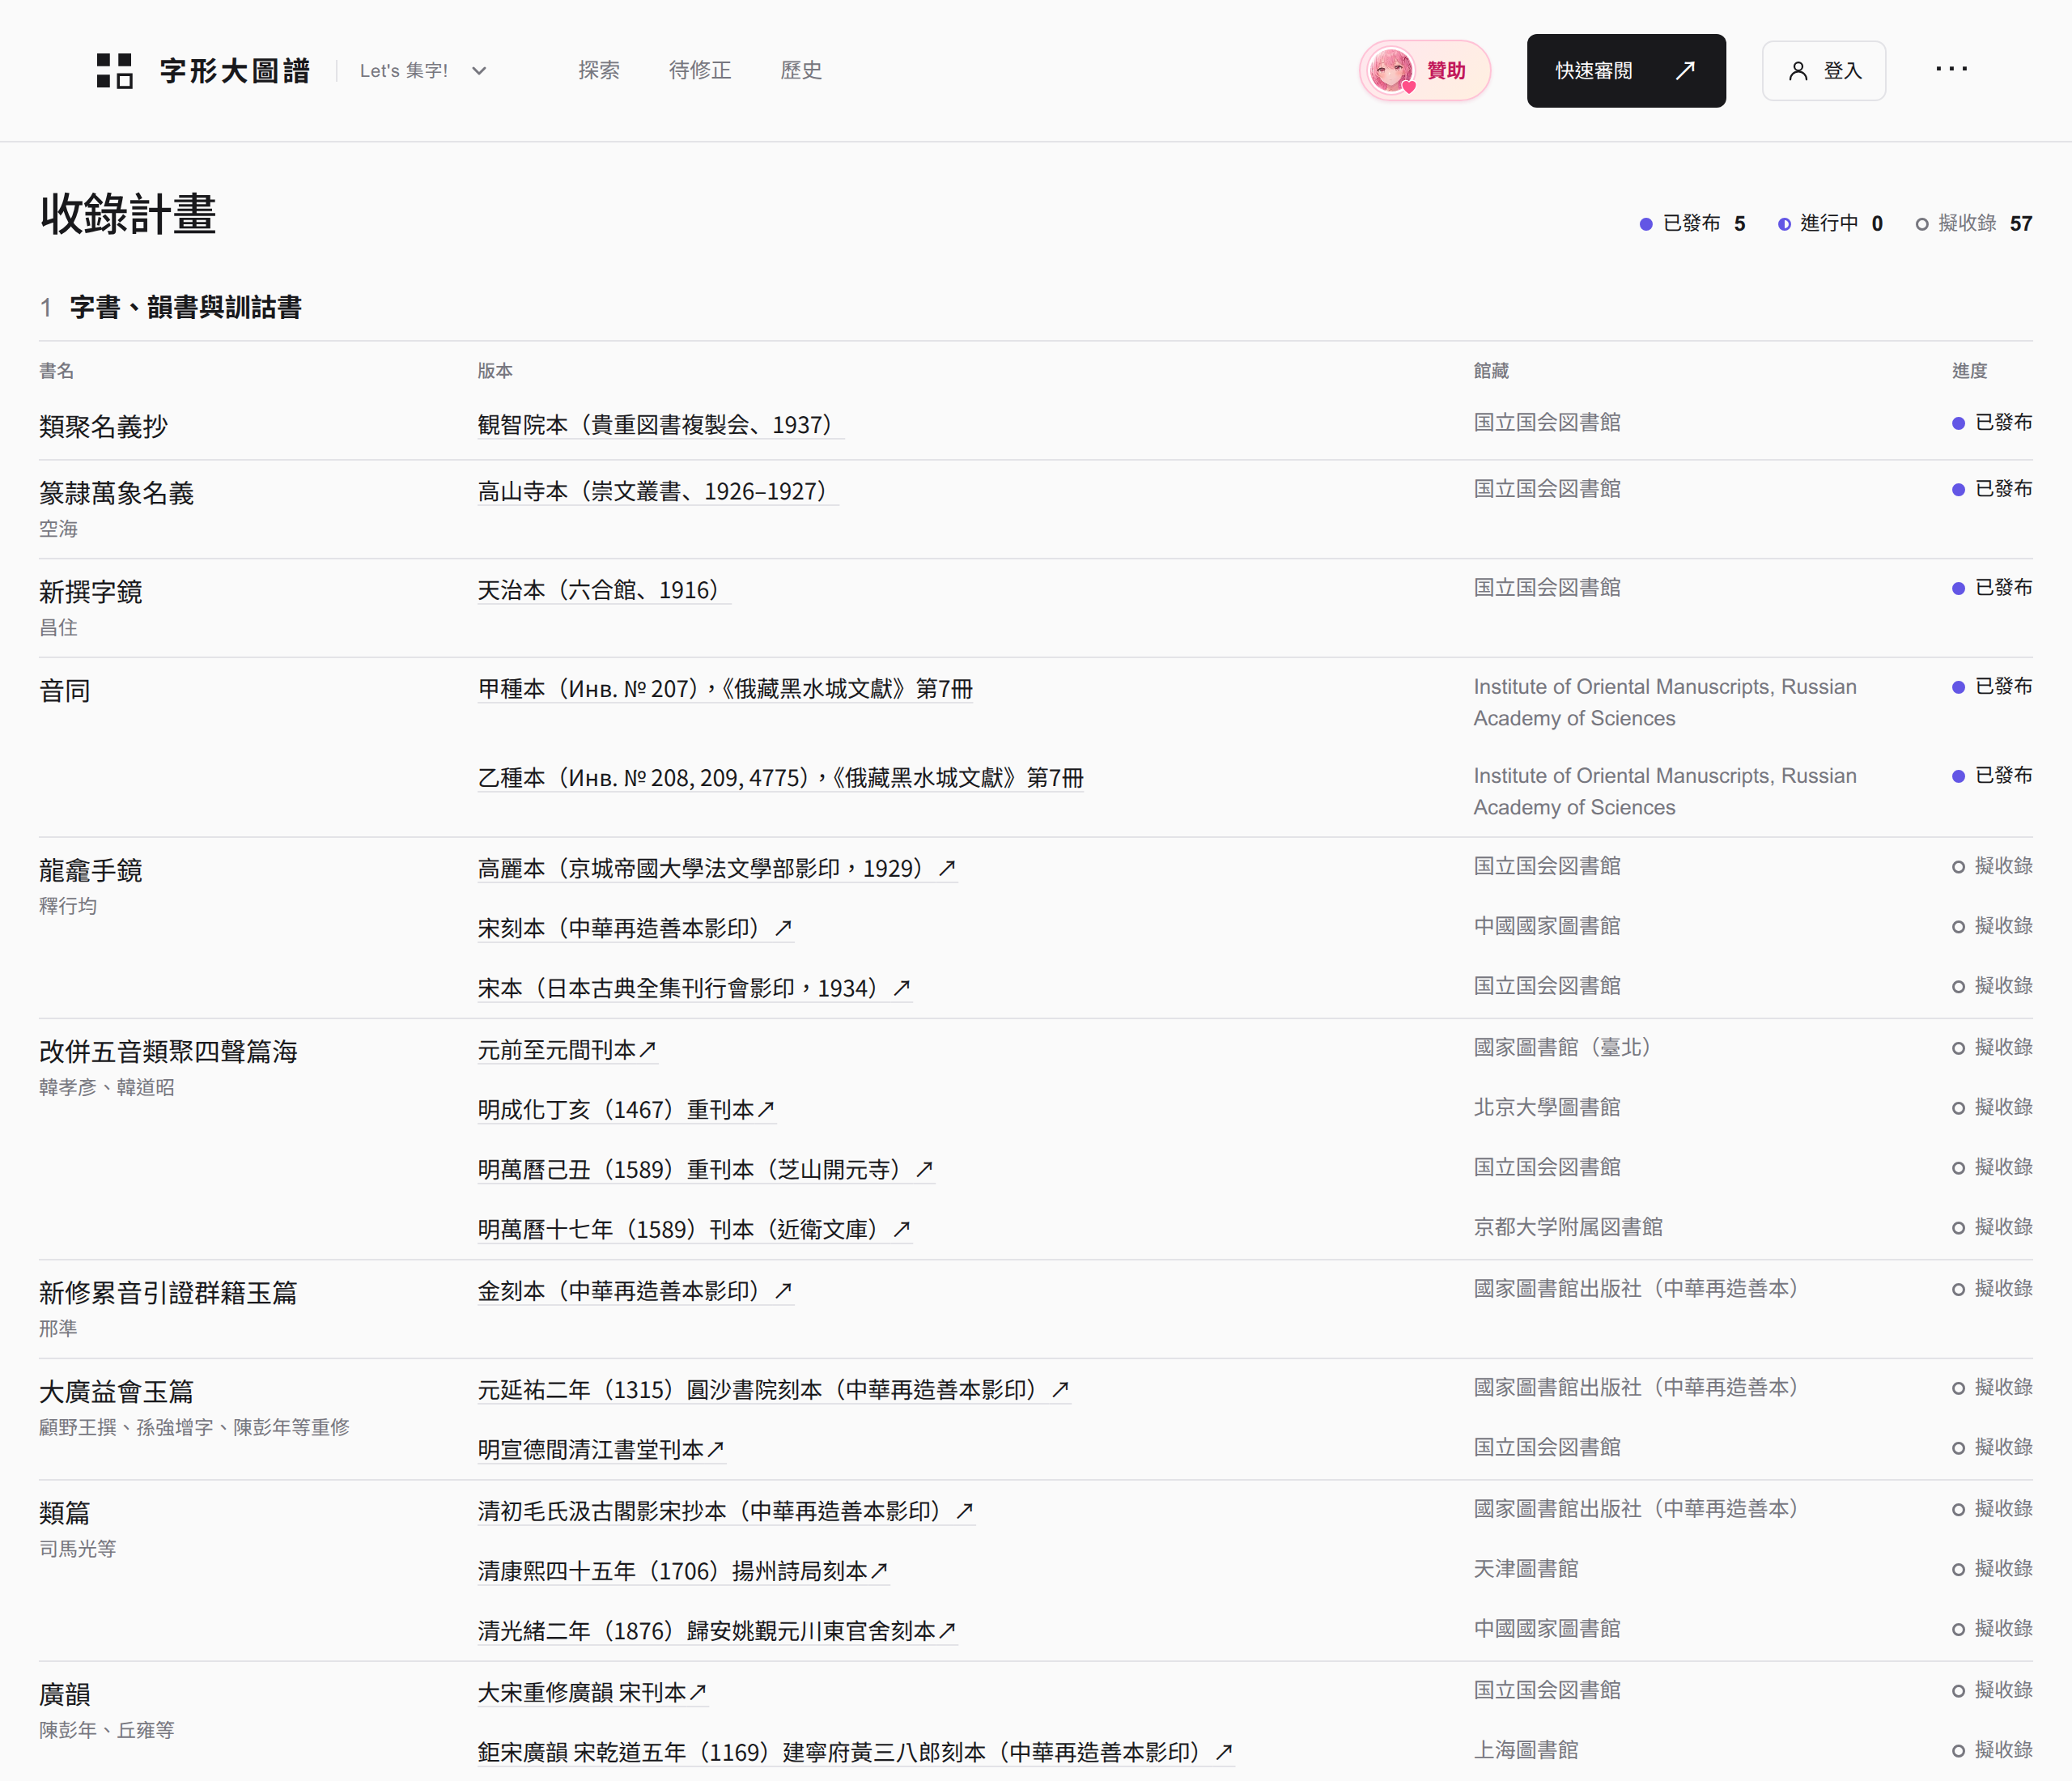 字形大圖譜 Let's 集字! 探索 待修正 歷史 贊助 快速審閱 ↗ 登入 ···
收錄計畫
已發布 5 進行中 0 擬收錄 57
1 字書、韻書與訓詁書
書名 版本 館藏 進度
類聚名義抄 観智院本（貴重図書複製会、1937） 国立国会図書館 已發布
篆隷萬象名義 高山寺本（崇文叢書、1926–1927） 国立国会図書館 已發布
空海
新撰字鏡 天治本（六合館、1916） 国立国会図書館 已發布
昌住
音同 甲種本（Инв. № 207），《俄藏黑水城文獻》第7冊 Institute of Oriental Manuscripts, Russian 已發布
Academy of Sciences
乙種本（Инв. № 208, 209, 4775），《俄藏黑水城文獻》第7冊 Institute of Oriental Manuscripts, Russian 已發布
Academy of Sciences
龍龕手鏡 高麗本（京城帝國大學法文學部影印，1929）↗ 国立国会図書館 擬收錄
釋行均
宋刻本（中華再造善本影印）↗ 中國國家圖書館 擬收錄
宋本（日本古典全集刊行會影印，1934）↗ 国立国会図書館 擬收錄
改併五音類聚四聲篇海 元前至元間刊本↗ 國家圖書館（臺北） 擬收錄
韓孝彥、韓道昭
明成化丁亥（1467）重刊本↗ 北京大學圖書館 擬收錄
明萬曆己丑（1589）重刊本（芝山開元寺）↗ 国立国会図書館 擬收錄
明萬曆十七年（1589）刊本（近衛文庫）↗ 京都大学附属図書館 擬收錄
新修累音引證群籍玉篇 金刻本（中華再造善本影印）↗ 國家圖書館出版社（中華再造善本） 擬收錄
邢準
大廣益會玉篇 元延祐二年（1315）圓沙書院刻本（中華再造善本影印）↗ 國家圖書館出版社（中華再造善本） 擬收錄
顧野王撰、孫強增字、陳彭年等重修
明宣德間清江書堂刊本↗ 国立国会図書館 擬收錄
類篇 清初毛氏汲古閣影宋抄本（中華再造善本影印）↗ 國家圖書館出版社（中華再造善本） 擬收錄
司馬光等
清康熙四十五年（1706）揚州詩局刻本↗ 天津圖書館 擬收錄
清光緒二年（1876）歸安姚覲元川東官舍刻本↗ 中國國家圖書館 擬收錄
廣韻 大宋重修廣韻 宋刊本↗ 国立国会図書館 擬收錄
陳彭年、丘雍等
鉅宋廣韻 宋乾道五年（1169）建寧府黃三八郎刻本（中華再造善本影印）↗ 上海圖書館 擬收錄